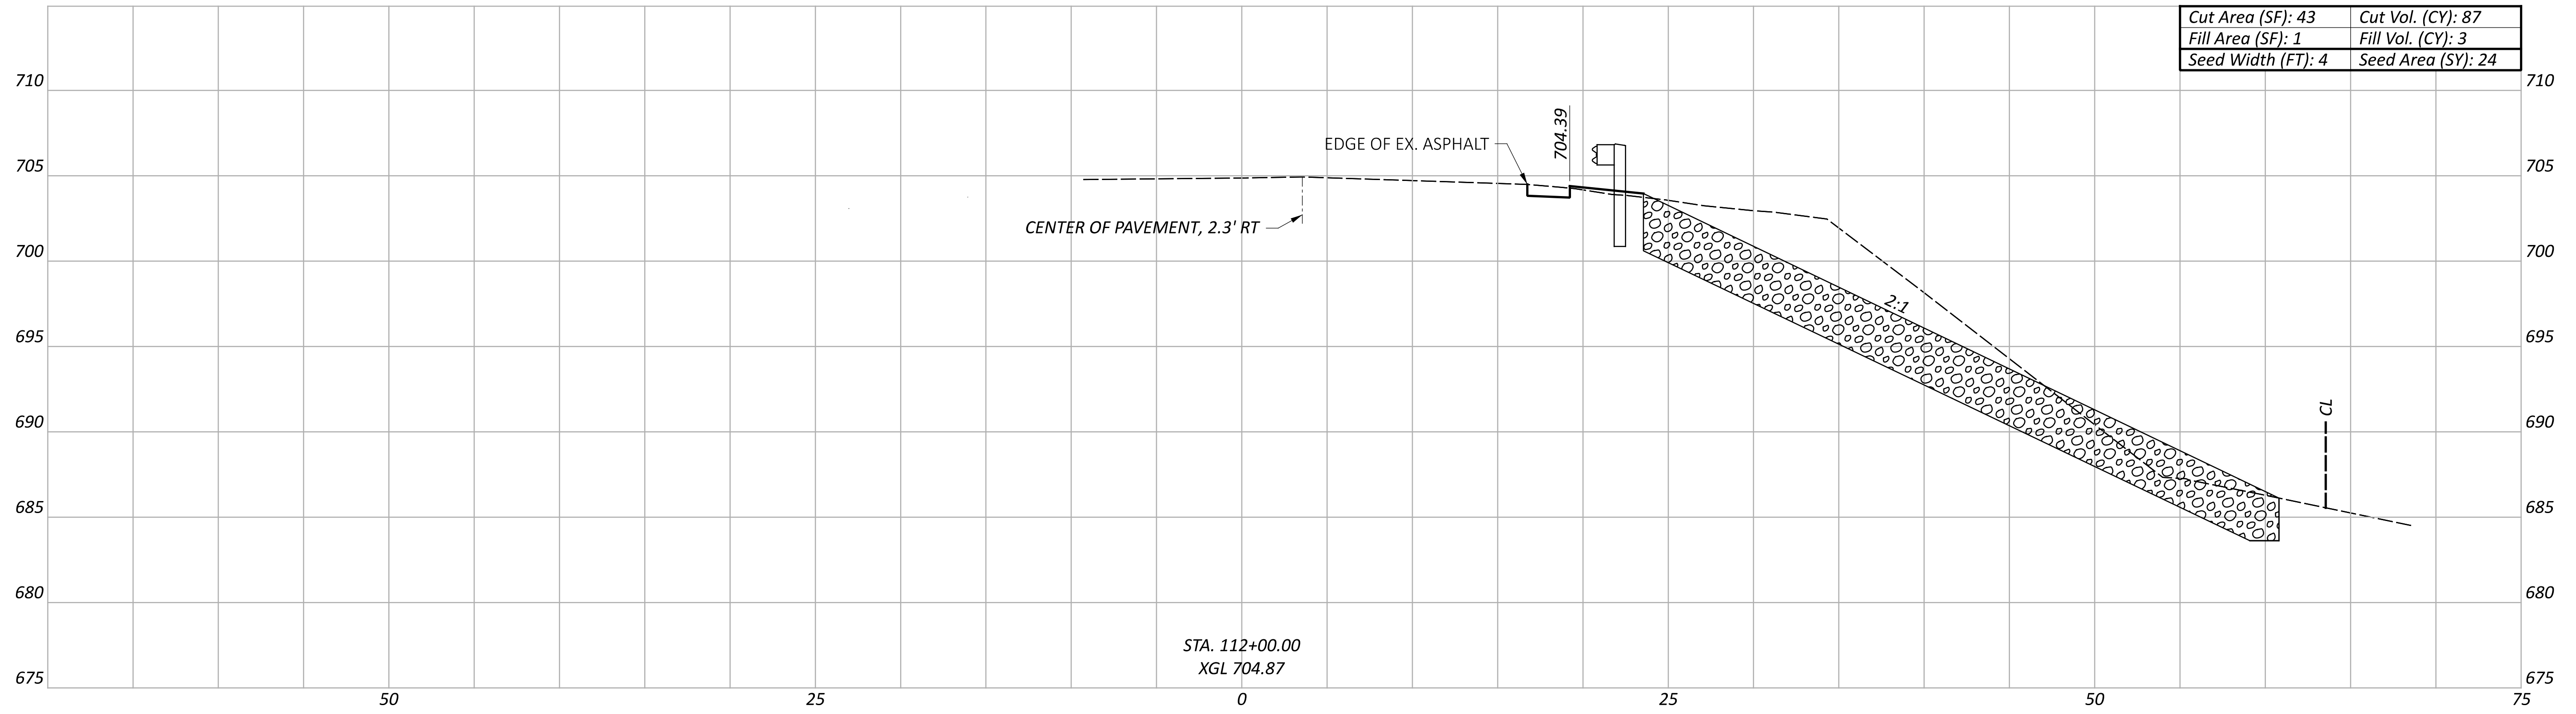 Cut Area (SF): 43 Cut Vol. (CY): 87
Fill Area (SF): 1 Fill Vol. (CY): 3
Seed Width (FT): 4 Seed Area (SY): 24
710 710
704.39
EDGE OF EX. ASPHALT
705 705
CENTER OF PAVEMENT, 2.3' RT
700 700
2:1
695 695
CL
690 690
685 685
680 680
STA. 112+00.00
XGL 704.87
675 675
50 25 0 25 50 75